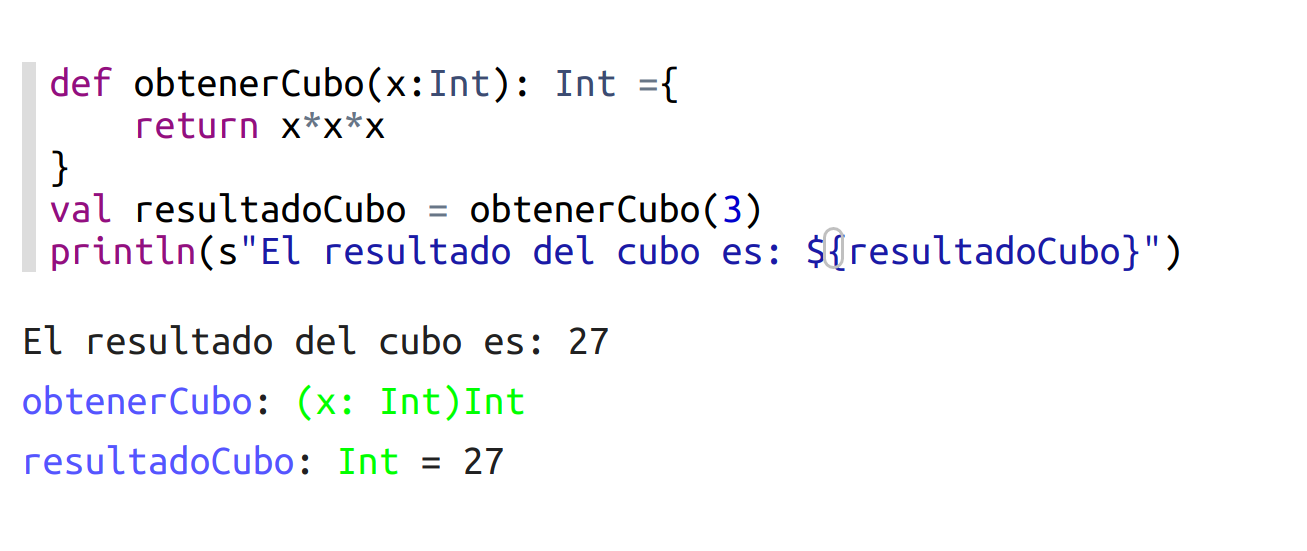 def obtenerCubo(x:Int): Int ={
    return x*x*x
}
val resultadoCubo = obtenerCubo(3)
println(s"El resultado del cubo es: ${resultadoCubo}")
El resultado del cubo es: 27
obtenerCubo: (x: Int)Int
resultadoCubo: Int = 27